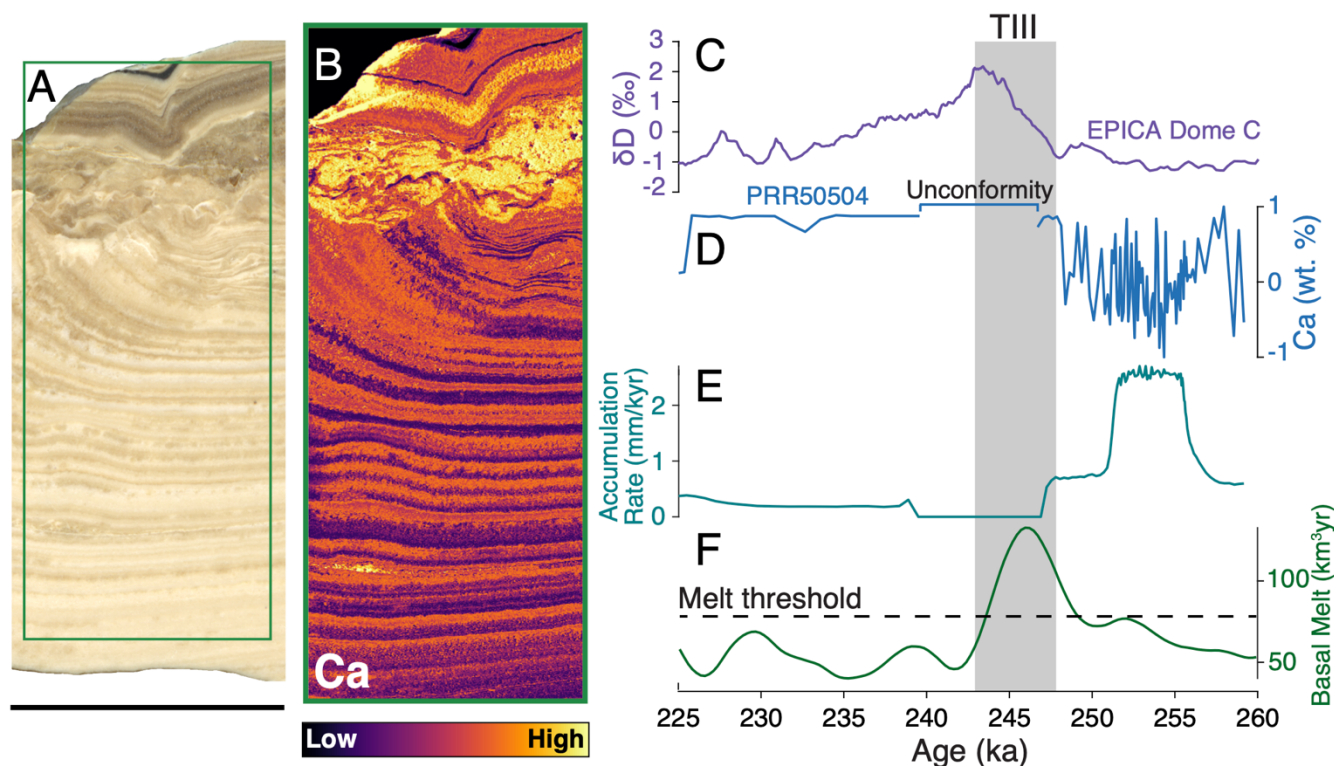 A
B
Ca
Low High
TIII
C
3
2
1
0
-1
-2
δD (‰)
EPICA Dome C
PRR50504
Unconformity
D
1
0
-1
Ca (wt. %)
E
2
1
0
Accumulation
Rate (mm/kyr)
F
Melt threshold
100
50
Basal Melt (km³yr)
225 230 235 240 245 250 255 260
Age (ka)